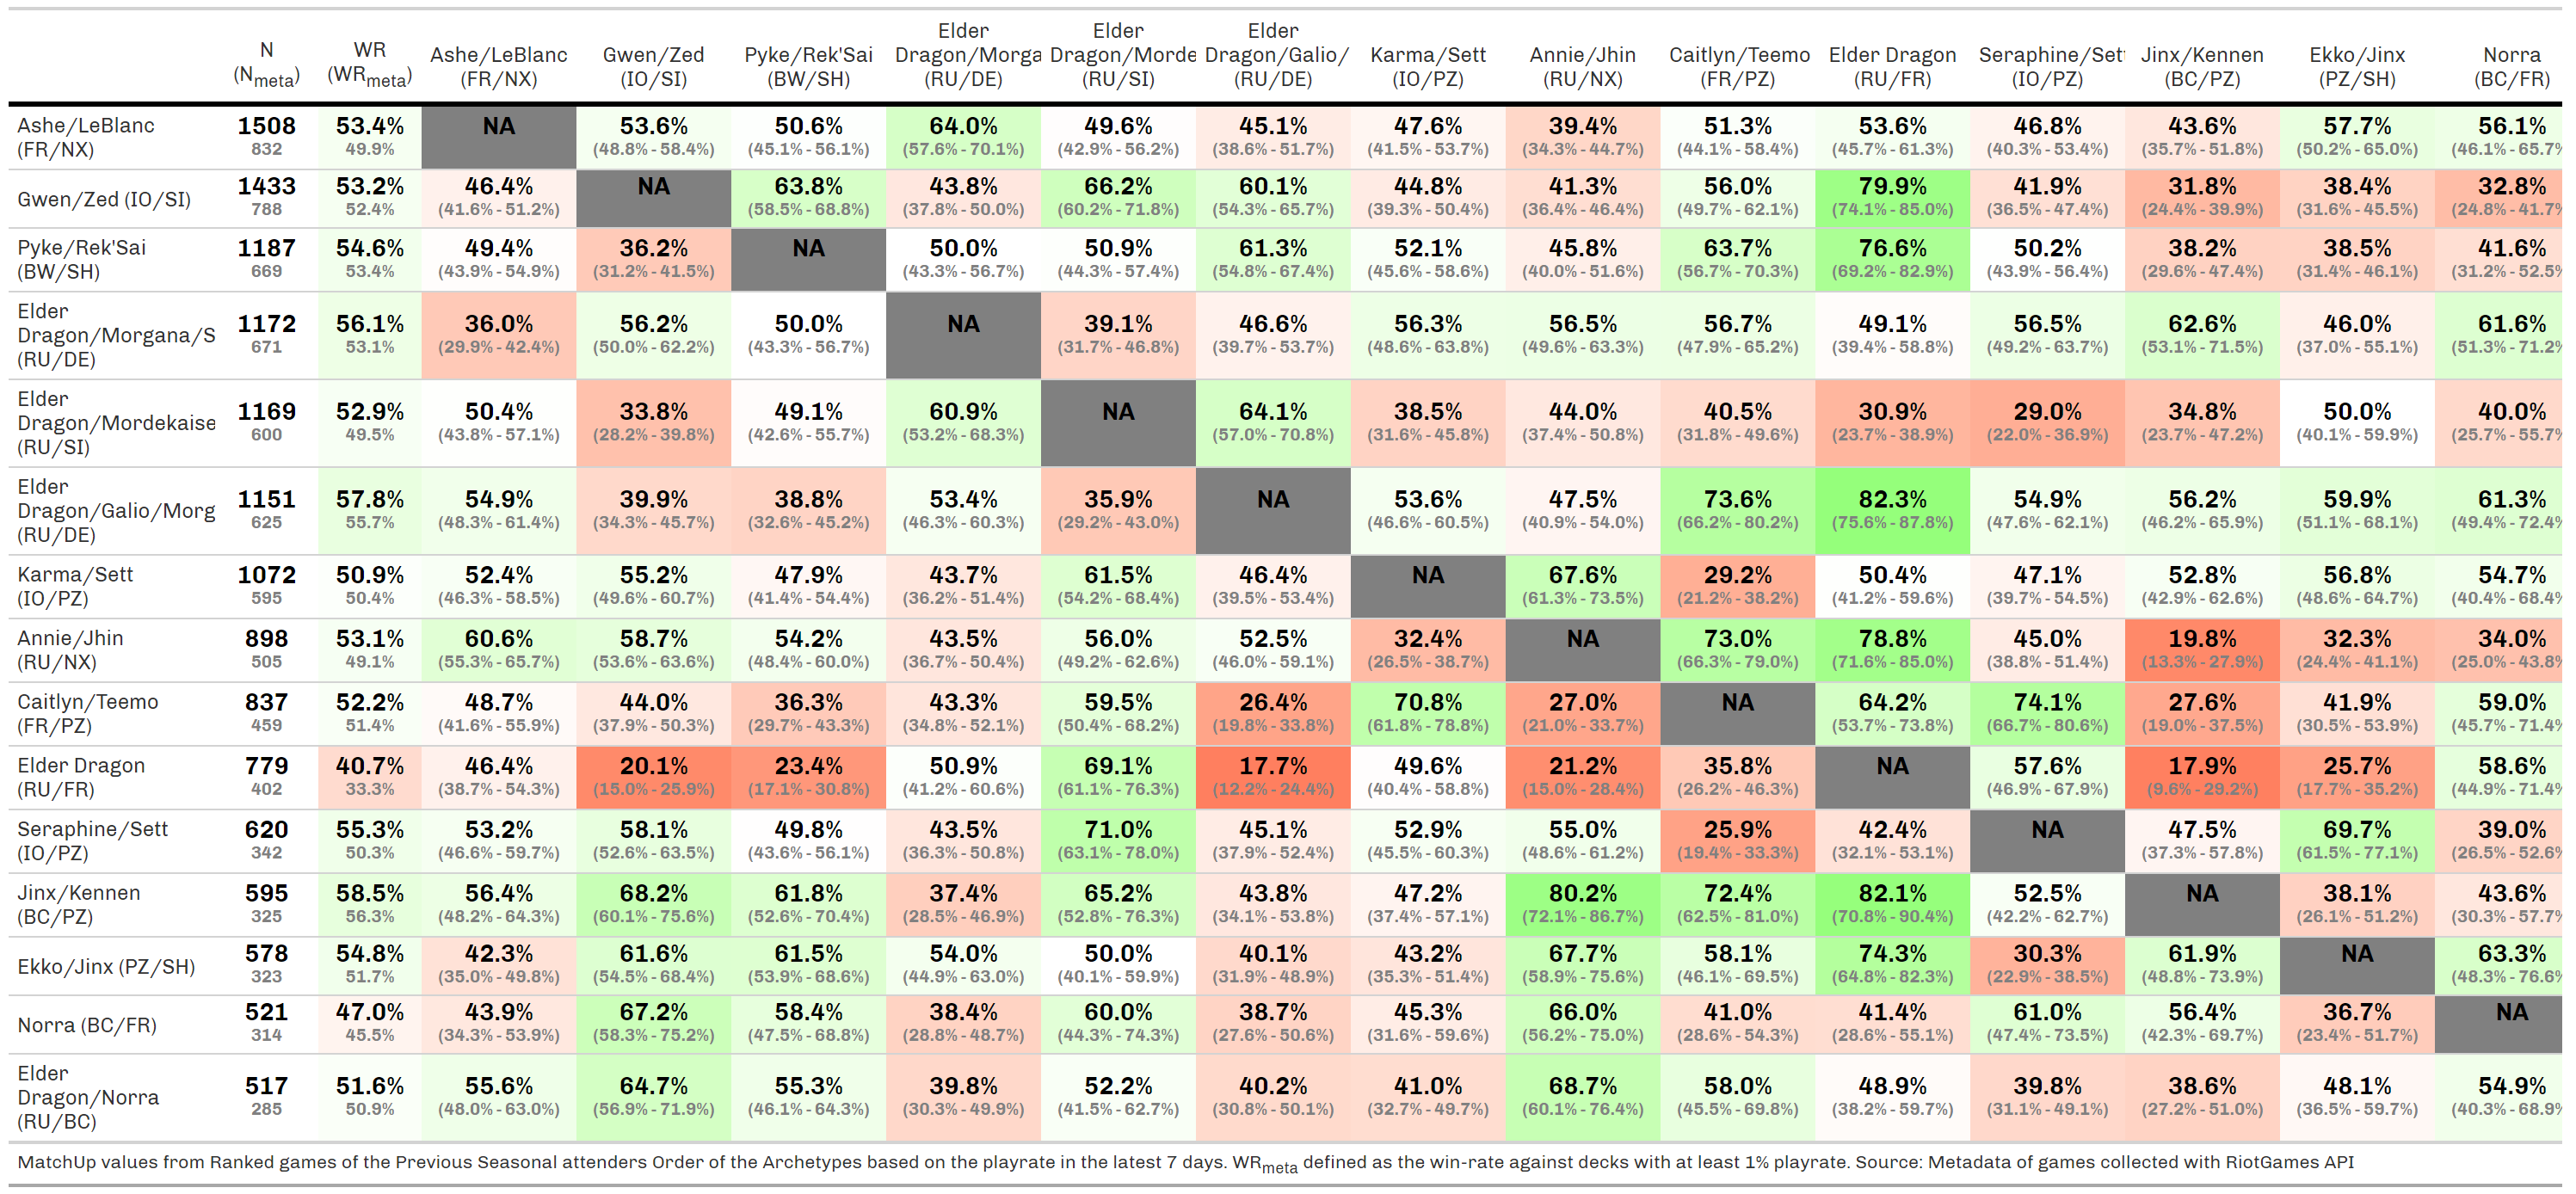 N (Nmeta) WR (WRmeta) Ashe/LeBlanc (FR/NX) Gwen/Zed (IO/SI) Pyke/Rek'Sai (BW/SH) Elder Dragon/Morga (RU/DE) Elder Dragon/Morde (RU/SI) Elder Dragon/Galio/ (RU/DE) Karma/Sett (IO/PZ) Annie/Jhin (RU/NX) Caitlyn/Teemo (FR/PZ) Elder Dragon (RU/FR) Seraphine/Set (IO/PZ) Jinx/Kennen (BC/PZ) Ekko/Jinx (PZ/SH) Norra (BC/FR)
Ashe/LeBlanc 1508 53.4% NA 53.6% 50.6% 64.0% 49.6% 45.1% 47.6% 39.4% 51.3% 53.6% 46.8% 43.6% 57.7% 56.1%
(FR/NX) 832 49.9% (48.8% - 58.4%) (45.1% - 56.1%) (57.6% - 70.1%) (42.9% - 56.2%) (38.6% - 51.7%) (41.5% - 53.7%) (34.3% - 44.7%) (44.1% - 58.4%) (45.7% - 61.3%) (40.3% - 53.4%) (35.7% - 51.8%) (50.2% - 65.0%) (46.1% - 65.7%
Gwen/Zed (IO/SI) 1433 53.2% 46.4% NA 63.8% 43.8% 66.2% 60.1% 44.8% 41.3% 56.0% 79.9% 41.9% 31.8% 38.4% 32.8%
788 52.4% (41.6% - 51.2%) (58.5% - 68.8%) (37.8% - 50.0%) (60.2% - 71.8%) (54.3% - 65.7%) (39.3% - 50.4%) (36.4% - 46.4%) (49.7% - 62.1%) (74.1% - 85.0%) (36.5% - 47.4%) (24.4% - 39.9%) (31.6% - 45.5%) (24.8% - 41.7%
Pyke/Rek'Sai 1187 54.6% 49.4% 36.2% NA 50.0% 50.9% 61.3% 52.1% 45.8% 63.7% 76.6% 50.2% 38.2% 38.5% 41.6%
(BW/SH) 669 53.4% (43.9% - 54.9%) (31.2% - 41.5%) (43.3% - 56.7%) (44.3% - 57.4%) (54.8% - 67.4%) (45.6% - 58.6%) (40.0% - 51.6%) (56.7% - 70.3%) (69.2% - 82.9%) (43.9% - 56.4%) (29.6% - 47.4%) (31.4% - 46.1%) (31.2% - 52.5%
Elder Dragon/Morgana/S (RU/DE) 1172 56.1% 36.0% 56.2% 50.0% NA 39.1% 46.6% 56.3% 56.5% 56.7% 49.1% 56.5% 62.6% 46.0% 61.6%
671 53.1% (29.9% - 42.4%) (50.0% - 62.2%) (43.3% - 56.7%) (31.7% - 46.8%) (39.7% - 53.7%) (48.6% - 63.8%) (49.6% - 63.3%) (47.9% - 65.2%) (39.4% - 58.8%) (49.2% - 63.7%) (53.1% - 71.5%) (37.0% - 55.1%) (51.3% - 71.2%
Elder Dragon/Mordekaise (RU/SI) 1169 52.9% 50.4% 33.8% 49.1% 60.9% NA 64.1% 38.5% 44.0% 40.5% 30.9% 29.0% 34.8% 50.0% 40.0%
600 49.5% (43.8% - 57.1%) (28.2% - 39.8%) (42.6% - 55.7%) (53.2% - 68.3%) (57.0% - 70.8%) (31.6% - 45.8%) (37.4% - 50.8%) (31.8% - 49.6%) (23.7% - 38.9%) (22.0% - 36.9%) (23.7% - 47.2%) (40.1% - 59.9%) (25.7% - 55.7%
Elder Dragon/Galio/Morg (RU/DE) 1151 57.8% 54.9% 39.9% 38.8% 53.4% 35.9% NA 53.6% 47.5% 73.6% 82.3% 54.9% 56.2% 59.9% 61.3%
625 55.7% (48.3% - 61.4%) (34.3% - 45.7%) (32.6% - 45.2%) (46.3% - 60.3%) (29.2% - 43.0%) (46.6% - 60.5%) (40.9% - 54.0%) (66.2% - 80.2%) (75.6% - 87.8%) (47.6% - 62.1%) (46.2% - 65.9%) (51.1% - 68.1%) (49.4% - 72.4%
Karma/Sett 1072 50.9% 52.4% 55.2% 47.9% 43.7% 61.5% 46.4% NA 67.6% 29.2% 50.4% 47.1% 52.8% 56.8% 54.7%
(IO/PZ) 595 50.4% (46.3% - 58.5%) (49.6% - 60.7%) (41.4% - 54.4%) (36.2% - 51.4%) (54.2% - 68.4%) (39.5% - 53.4%) (61.3% - 73.5%) (21.2% - 38.2%) (41.2% - 59.6%) (39.7% - 54.5%) (42.9% - 62.6%) (48.6% - 64.7%) (40.4% - 68.4%
Annie/Jhin 898 53.1% 60.6% 58.7% 54.2% 43.5% 56.0% 52.5% 32.4% NA 73.0% 78.8% 45.0% 19.8% 32.3% 34.0%
(RU/NX) 505 49.1% (55.3% - 65.7%) (53.6% - 63.6%) (48.4% - 60.0%) (36.7% - 50.4%) (49.2% - 62.6%) (46.0% - 59.1%) (26.5% - 38.7%) (66.3% - 79.0%) (71.6% - 85.0%) (38.8% - 51.4%) (13.3% - 27.9%) (24.4% - 41.1%) (25.0% - 43.8%
Caitlyn/Teemo 837 52.2% 48.7% 44.0% 36.3% 43.3% 59.5% 26.4% 70.8% 27.0% NA 64.2% 74.1% 27.6% 41.9% 59.0%
(FR/PZ) 459 51.4% (41.6% - 55.9%) (37.9% - 50.3%) (29.7% - 43.3%) (34.8% - 52.1%) (50.4% - 68.2%) (19.8% - 33.8%) (61.8% - 78.8%) (21.0% - 33.7%) (53.7% - 73.8%) (66.7% - 80.6%) (19.0% - 37.5%) (30.5% - 53.9%) (45.7% - 71.4%
Elder Dragon 779 40.7% 46.4% 20.1% 23.4% 50.9% 69.1% 17.7% 49.6% 21.2% 35.8% NA 57.6% 17.9% 25.7% 58.6%
(RU/FR) 402 33.3% (38.7% - 54.3%) (15.0% - 25.9%) (17.1% - 30.8%) (41.2% - 60.6%) (61.1% - 76.3%) (12.2% - 24.4%) (40.4% - 58.8%) (15.0% - 28.4%) (26.2% - 46.3%) (46.9% - 67.9%) (9.6% - 29.2%) (17.7% - 35.2%) (44.9% - 71.4%
Seraphine/Sett 620 55.3% 53.2% 58.1% 49.8% 43.5% 71.0% 45.1% 52.9% 55.0% 25.9% 42.4% NA 47.5% 69.7% 39.0%
(IO/PZ) 342 50.3% (46.6% - 59.7%) (52.6% - 63.5%) (43.6% - 56.1%) (36.3% - 50.8%) (63.1% - 78.0%) (37.9% - 52.4%) (45.5% - 60.3%) (48.6% - 61.2%) (19.4% - 33.3%) (32.1% - 53.1%) (37.3% - 57.8%) (61.5% - 77.1%) (26.5% - 52.6%
Jinx/Kennen 595 58.5% 56.4% 68.2% 61.8% 37.4% 65.2% 43.8% 47.2% 80.2% 72.4% 82.1% 52.5% NA 38.1% 43.6%
(BC/PZ) 325 56.3% (48.2% - 64.3%) (60.1% - 75.6%) (52.6% - 70.4%) (28.5% - 46.9%) (52.8% - 76.3%) (34.1% - 53.8%) (37.4% - 57.1%) (72.1% - 86.7%) (62.5% - 81.0%) (70.8% - 90.4%) (42.2% - 62.7%) (26.1% - 51.2%) (30.3% - 57.7%
Ekko/Jinx (PZ/SH) 578 54.8% 42.3% 61.6% 61.5% 54.0% 50.0% 40.1% 43.2% 67.7% 58.1% 74.3% 30.3% 61.9% NA 63.3%
323 51.7% (35.0% - 49.8%) (54.5% - 68.4%) (53.9% - 68.6%) (44.9% - 63.0%) (40.1% - 59.9%) (31.9% - 48.9%) (35.3% - 51.4%) (58.9% - 75.6%) (46.1% - 69.5%) (64.8% - 82.3%) (22.9% - 38.5%) (48.8% - 73.9%) (48.3% - 76.6%
Norra (BC/FR) 521 47.0% 43.9% 67.2% 58.4% 38.4% 60.0% 38.7% 45.3% 66.0% 41.0% 41.4% 61.0% 56.4% 36.7% NA
314 45.5% (34.3% - 53.9%) (58.3% - 75.2%) (47.5% - 68.8%) (28.8% - 48.7%) (44.3% - 74.3%) (27.6% - 50.6%) (31.6% - 59.6%) (56.2% - 75.0%) (28.6% - 54.3%) (28.6% - 55.1%) (47.4% - 73.5%) (42.3% - 69.7%) (23.4% - 51.7%)
Elder Dragon/Norra (RU/BC) 517 51.6% 55.6% 64.7% 55.3% 39.8% 52.2% 40.2% 41.0% 68.7% 58.0% 48.9% 39.8% 38.6% 48.1% 54.9%
285 50.9% (48.0% - 63.0%) (56.9% - 71.9%) (46.1% - 64.3%) (30.3% - 49.9%) (41.5% - 62.7%) (30.8% - 50.1%) (32.7% - 49.7%) (60.1% - 76.4%) (45.5% - 69.8%) (38.2% - 59.7%) (31.1% - 49.1%) (27.2% - 51.0%) (36.5% - 59.7%) (40.3% - 68.9%
MatchUp values from Ranked games of the Previous Seasonal attenders Order of the Archetypes based on the playrate in the latest 7 days. WRmeta defined as the win-rate against decks with at least 1% playrate. Source: Metadata of games collected with RiotGames API